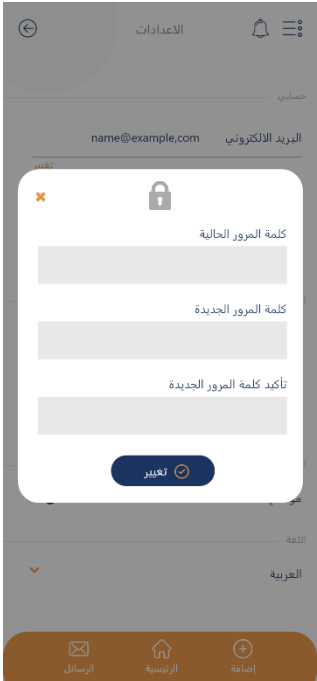 الاعدادات
حسابي
البريد الالكتروني name@example,com
تغيير
كلمة المرور الحالية
كلمة المرور الجديدة
تأكيد كلمة المرور الجديدة
تغيير
اللغة
العربية
إضافة الرئيسية الرسائل